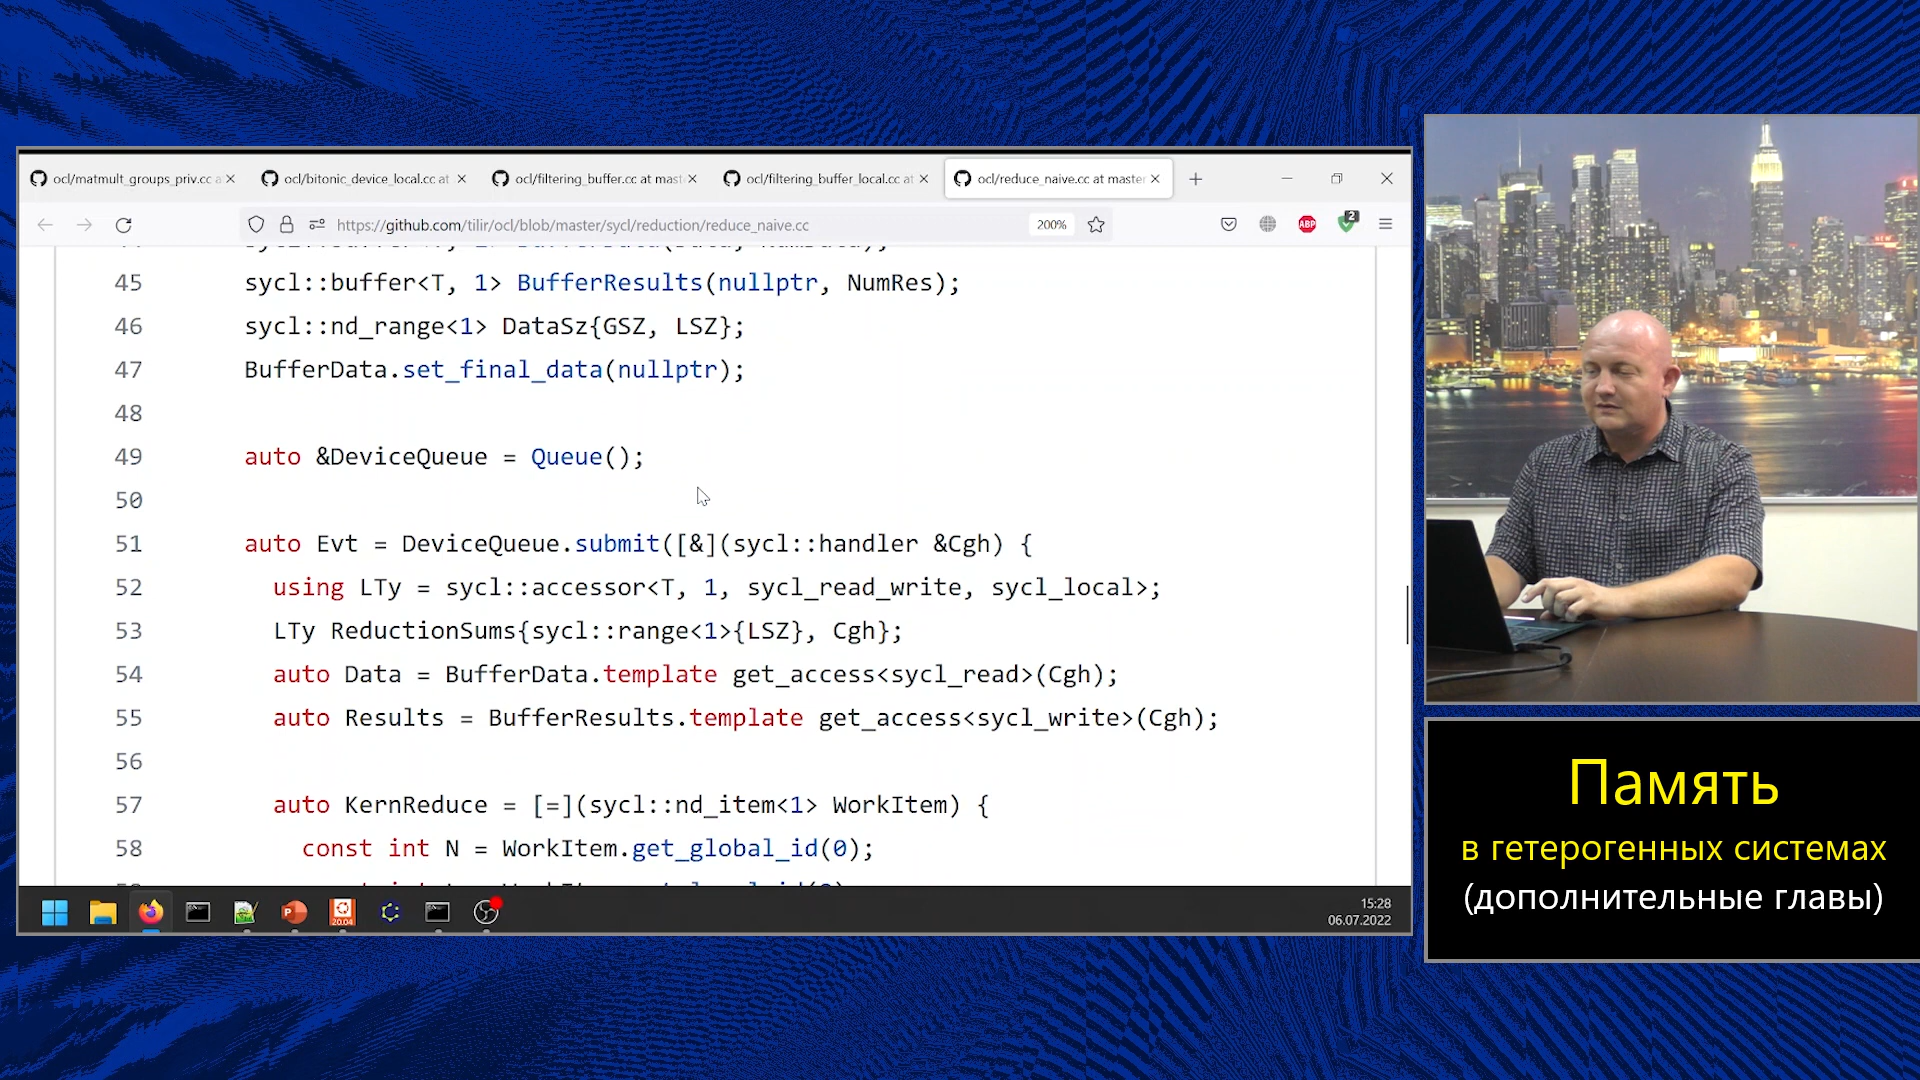 ocl/matmult_groups_priv.cc a
ocl/bitonic_device_local.cc at
ocl/filtering_buffer.cc at mast
ocl/filtering_buffer_local.cc at
ocl/reduce_naive.cc at master
https://github.com/tilir/ocl/blob/master/sycl/reduction/reduce_naive.cc
200%
ABP
2
45 sycl::buffer<T, 1> BufferResults(nullptr, NumRes);
46 sycl::nd_range<1> DataSz{GSZ, LSZ};
47 BufferData.set_final_data(nullptr);
48
49 auto &DeviceQueue = Queue();
50
51 auto Evt = DeviceQueue.submit([&](sycl::handler &Cgh) {
52 using LTy = sycl::accessor<T, 1, sycl_read_write, sycl_local>;
53 LTy ReductionSums{sycl::range<1>{LSZ}, Cgh};
54 auto Data = BufferData.template get_access<sycl_read>(Cgh);
55 auto Results = BufferResults.template get_access<sycl_write>(Cgh);
56
57 auto KernReduce = [=](sycl::nd_item<1> WorkItem) {
58 const int N = WorkItem.get_global_id(0);
20.04
15:28
06.07.2022
Память
в гетерогенных системах
(дополнительные главы)